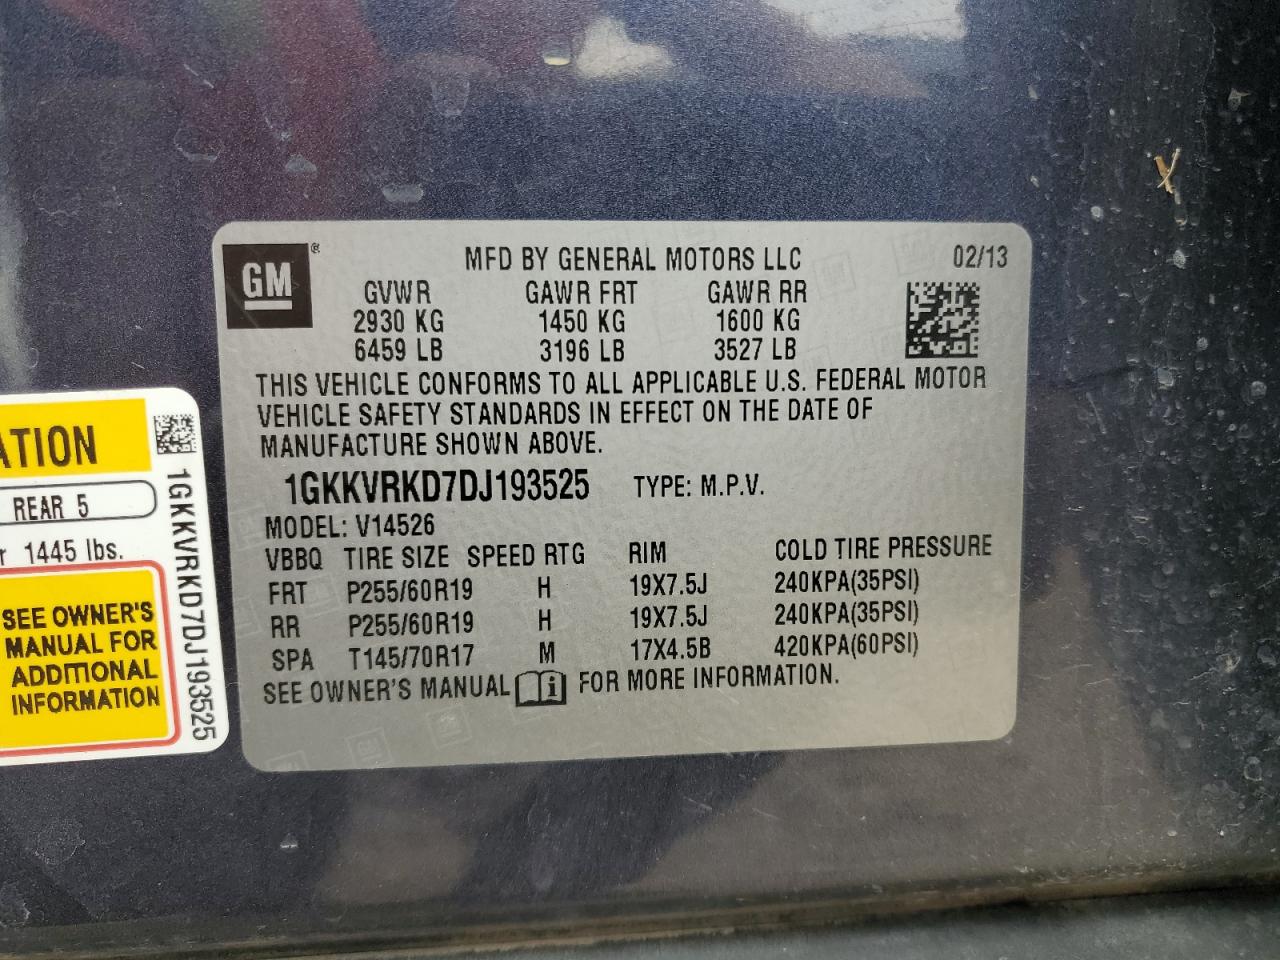 GM ®
MFD BY GENERAL MOTORS LLC 02/13
GVWR GAWR FRT GAWR RR
2930 KG 1450 KG 1600 KG
6459 LB 3196 LB 3527 LB
THIS VEHICLE CONFORMS TO ALL APPLICABLE U.S. FEDERAL MOTOR
VEHICLE SAFETY STANDARDS IN EFFECT ON THE DATE OF
MANUFACTURE SHOWN ABOVE.
1GKKVRKD7DJ193525 TYPE: M.P.V.
MODEL: V14526
VBBQ TIRE SIZE SPEED RTG RIM COLD TIRE PRESSURE
FRT P255/60R19 H 19X7.5J 240KPA(35PSI)
RR P255/60R19 H 19X7.5J 240KPA(35PSI)
SPA T145/70R17 M 17X4.5B 420KPA(60PSI)
SEE OWNER'S MANUAL i FOR MORE INFORMATION.
ATION
REAR 5
r 1445 lbs.
SEE OWNER'S
MANUAL FOR
ADDITIONAL
INFORMATION
1GKKVRKD7DJ193525